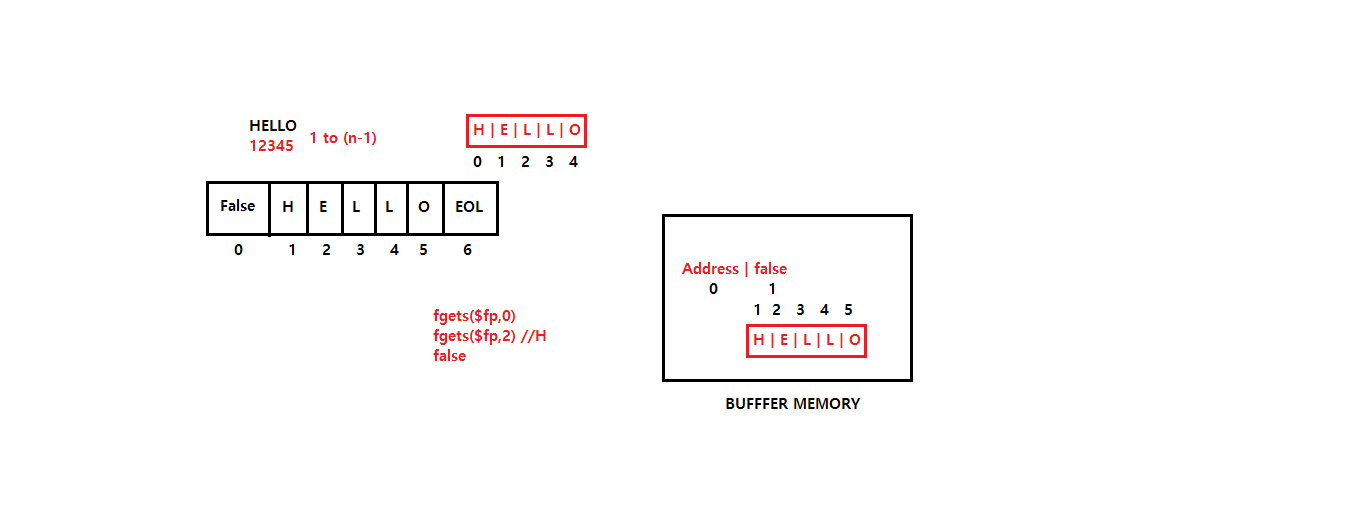 HELLO
12345 1 to (n-1)
H | E | L | L | O
0 1 2 3 4
False H E L L O EOL
0 1 2 3 4 5 6
fgets($fp,0)
fgets($fp,2) //H
false
Address | false
0 1
1 2 3 4 5
H | E | L | L | O
BUFFFER MEMORY